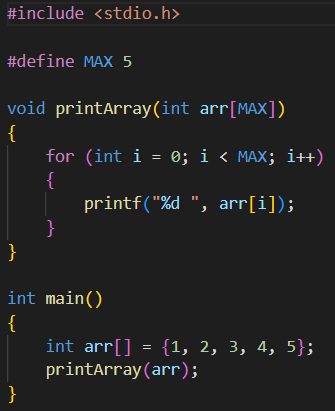 #include <stdio.h>
#define MAX 5
void printArray(int arr[MAX])
{
    for (int i = 0; i < MAX; i++)
    {
        printf("%d ", arr[i]);
    }
}
int main()
{
    int arr[] = {1, 2, 3, 4, 5};
    printArray(arr);
}